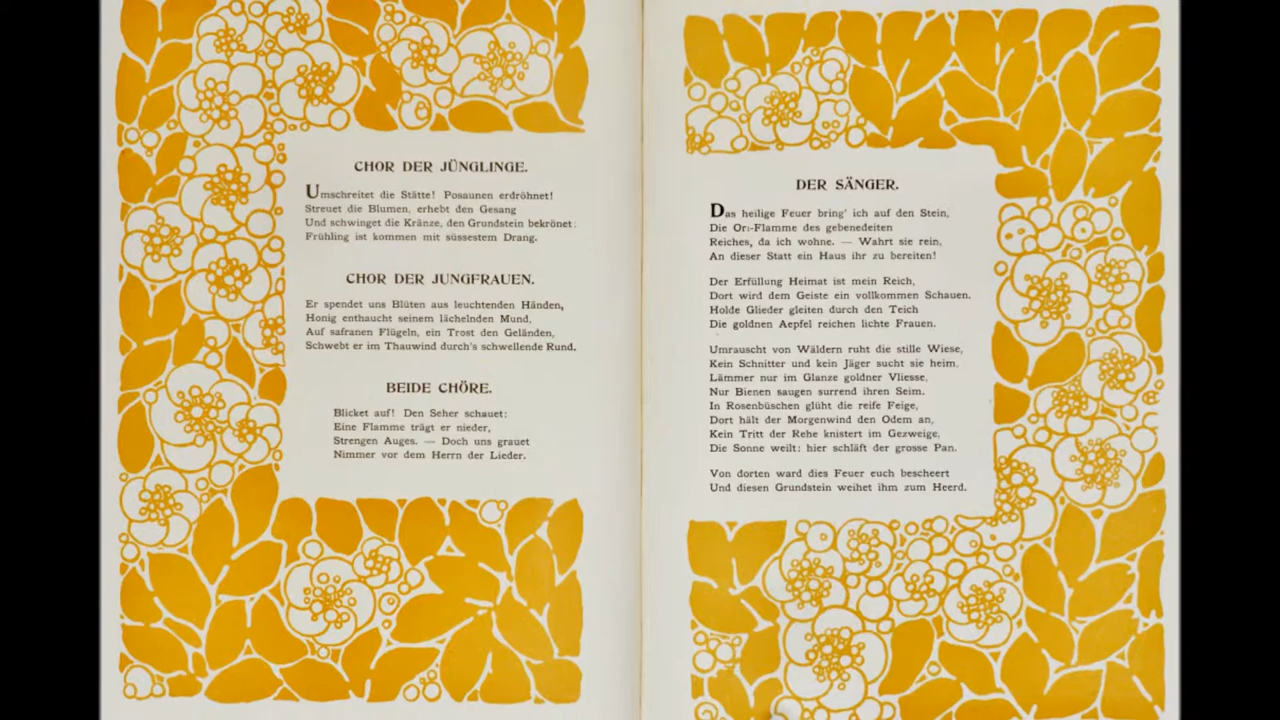 CHOR DER JÜNGLINGE.
Umschreitet die Stätte! Posaunen erdröhnet!
Streuet die Blumen, erhebt den Gesang
Und schwinget die Kränze, den Grundstein bekrönet:
Frühling ist kommen mit süssestem Drang.
CHOR DER JUNGFRAUEN.
Er spendet uns Blüten aus leuchtenden Händen,
Honig enthaucht seinem lächelnden Mund,
Auf safranen Flügeln, ein Trost den Geländen,
Schwebt er im Thauwind durch's schwellende Rund.
BEIDE CHÖRE.
Blicket auf! Den Seher schauet:
Eine Flamme trägt er nieder,
Strengen Auges. — Doch uns grauet
Nimmer vor dem Herrn der Lieder.
DER SÄNGER.
Das heilige Feuer bring' ich auf den Stein,
Die Ori-Flamme des gebenedeiten
Reiches, da ich wohne. — Wahrt sie rein,
An dieser Statt ein Haus ihr zu bereiten!
Der Erfüllung Heimat ist mein Reich,
Dort wird dem Geiste ein vollkommen Schauen.
Holde Glieder gleiten durch den Teich
Die goldnen Aepfel reichen lichte Frauen.
Umrauscht von Wäldern ruht die stille Wiese,
Kein Schnitter und kein Jäger sucht sie heim,
Lämmer nur im Glanze goldner Vliesse,
Nur Bienen saugen surrend ihren Seim.
In Rosenbüschen glüht die reife Feige,
Dort hält der Morgenwind den Odem an,
Kein Tritt der Rehe knistert im Gezweige,
Die Sonne weilt: hier schläft der grosse Pan.
Von dorten ward dies Feuer euch beschert
Und diesen Grundstein weihet ihm zum Heerd.